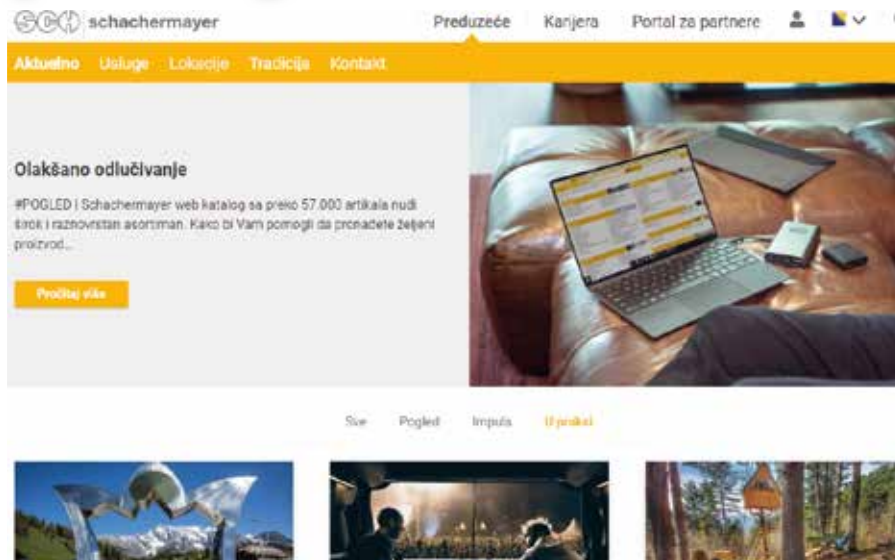 SCH schachermayer
Preduzeće Karijera Portal za partnere
Aktuelno Usluge Lokacije Tradicija Kontakt
Olakšano odlučivanje
#POGLED | Schachermayer web katalog sa preko 57.000 artikala nudi
širok i raznovrstan asortiman. Kako bi Vam pomogli da pronađete željeni
proizvod...
Pročitaj više
Sve Pogled Impuls U praksi